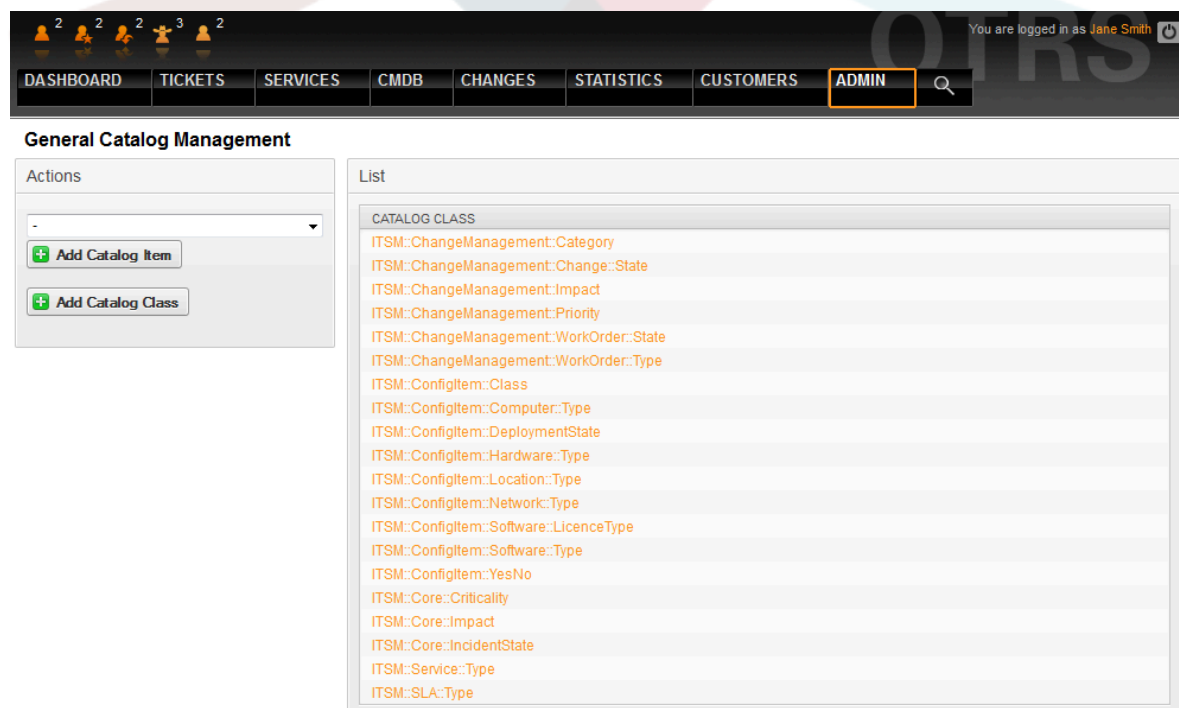 OTRS
2 2 2 3 2
You are logged in as Jane Smith
DASHBOARD TICKETS SERVICES CMDB CHANGES STATISTICS CUSTOMERS ADMIN
General Catalog Management
Actions
-
Add Catalog Item
Add Catalog Class
List
CATALOG CLASS
ITSM::ChangeManagement::Category
ITSM::ChangeManagement::Change::State
ITSM::ChangeManagement::Impact
ITSM::ChangeManagement::Priority
ITSM::ChangeManagement::WorkOrder::State
ITSM::ChangeManagement::WorkOrder::Type
ITSM::ConfigItem::Class
ITSM::ConfigItem::Computer::Type
ITSM::ConfigItem::DeploymentState
ITSM::ConfigItem::Hardware::Type
ITSM::ConfigItem::Location::Type
ITSM::ConfigItem::Network::Type
ITSM::ConfigItem::Software::LicenceType
ITSM::ConfigItem::Software::Type
ITSM::ConfigItem::YesNo
ITSM::Core::Criticality
ITSM::Core::Impact
ITSM::Core::IncidentState
ITSM::Service::Type
ITSM::SLA::Type